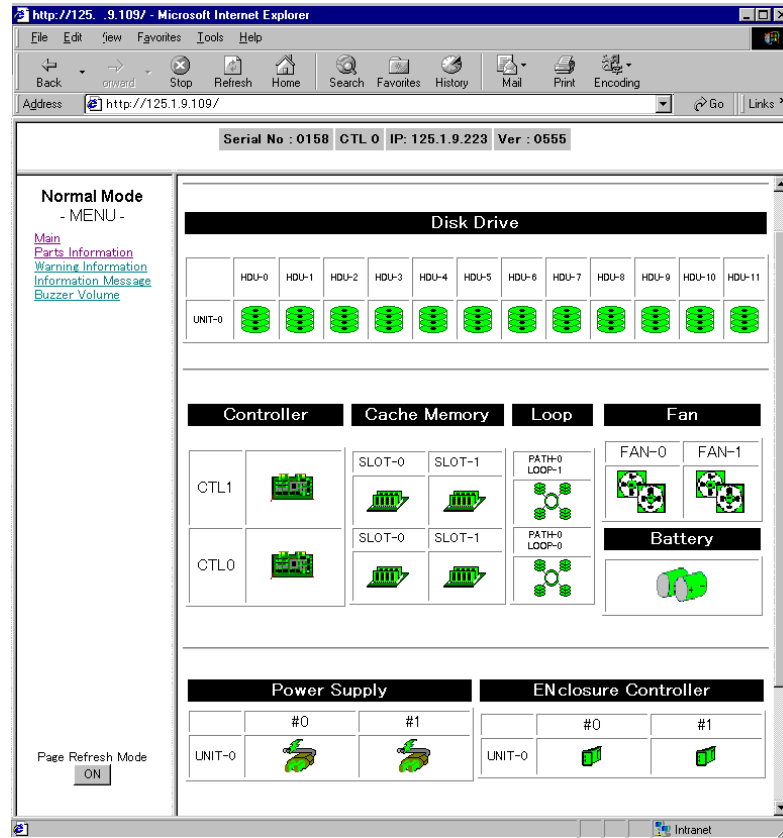 http://125. .9.109/ - Microsoft Internet Explorer
File Edit View Favorites Tools Help
Back orward Stop Refresh Home Search Favorites History Mail Print Encoding
Address http://125.1.9.109/ Go Links
Serial No : 0158 CTL 0 IP: 125.1.9.223 Ver : 0555
Normal Mode
- MENU -
Main
Parts Information
Warning Information
Information Message
Buzzer Volume
Disk Drive
HDU-0 HDU-1 HDU-2 HDU-3 HDU-4 HDU-5 HDU-6 HDU-7 HDU-8 HDU-9 HDU-10 HDU-11
UNIT-0
Controller Cache Memory Loop Fan
CTL1
SLOT-0 SLOT-1
PATH-0
LOOP-1
FAN-0 FAN-1
CTL0
SLOT-0 SLOT-1
PATH-0
LOOP-0
Battery
Power Supply ENclosure Controller
#0 #1 #0 #1
UNIT-0 UNIT-0
Page Refresh Mode
ON
Intranet